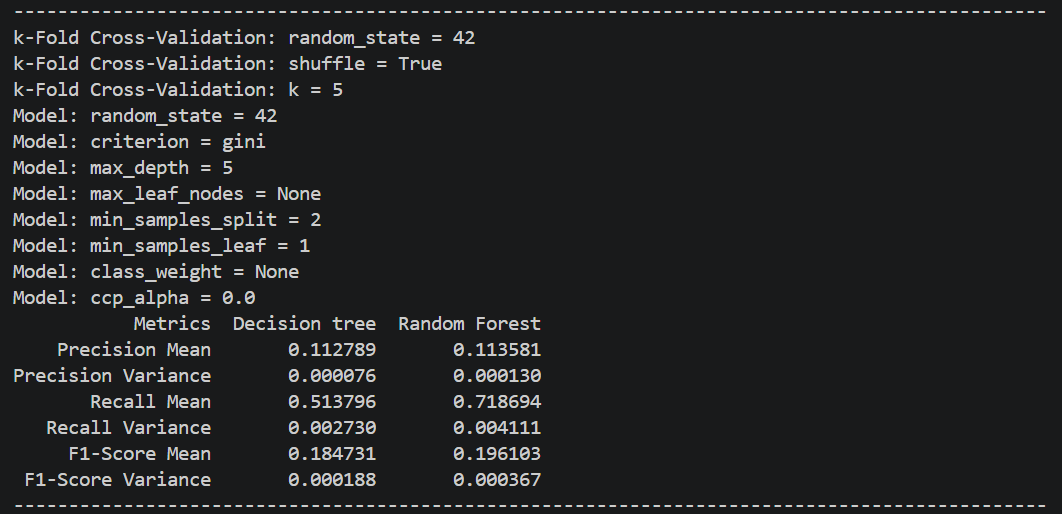 -----------------------------------------------------------------------------------------------
k-Fold Cross-Validation: random_state = 42
k-Fold Cross-Validation: shuffle = True
k-Fold Cross-Validation: k = 5
Model: random_state = 42
Model: criterion = gini
Model: max_depth = 5
Model: max_leaf_nodes = None
Model: min_samples_split = 2
Model: min_samples_leaf = 1
Model: class_weight = None
Model: ccp_alpha = 0.0
           Metrics  Decision tree  Random Forest
    Precision Mean       0.112789       0.113581
Precision Variance       0.000076       0.000130
       Recall Mean       0.513796       0.718694
   Recall Variance       0.002730       0.004111
     F1-Score Mean       0.184731       0.196103
 F1-Score Variance       0.000188       0.000367
-----------------------------------------------------------------------------------------------